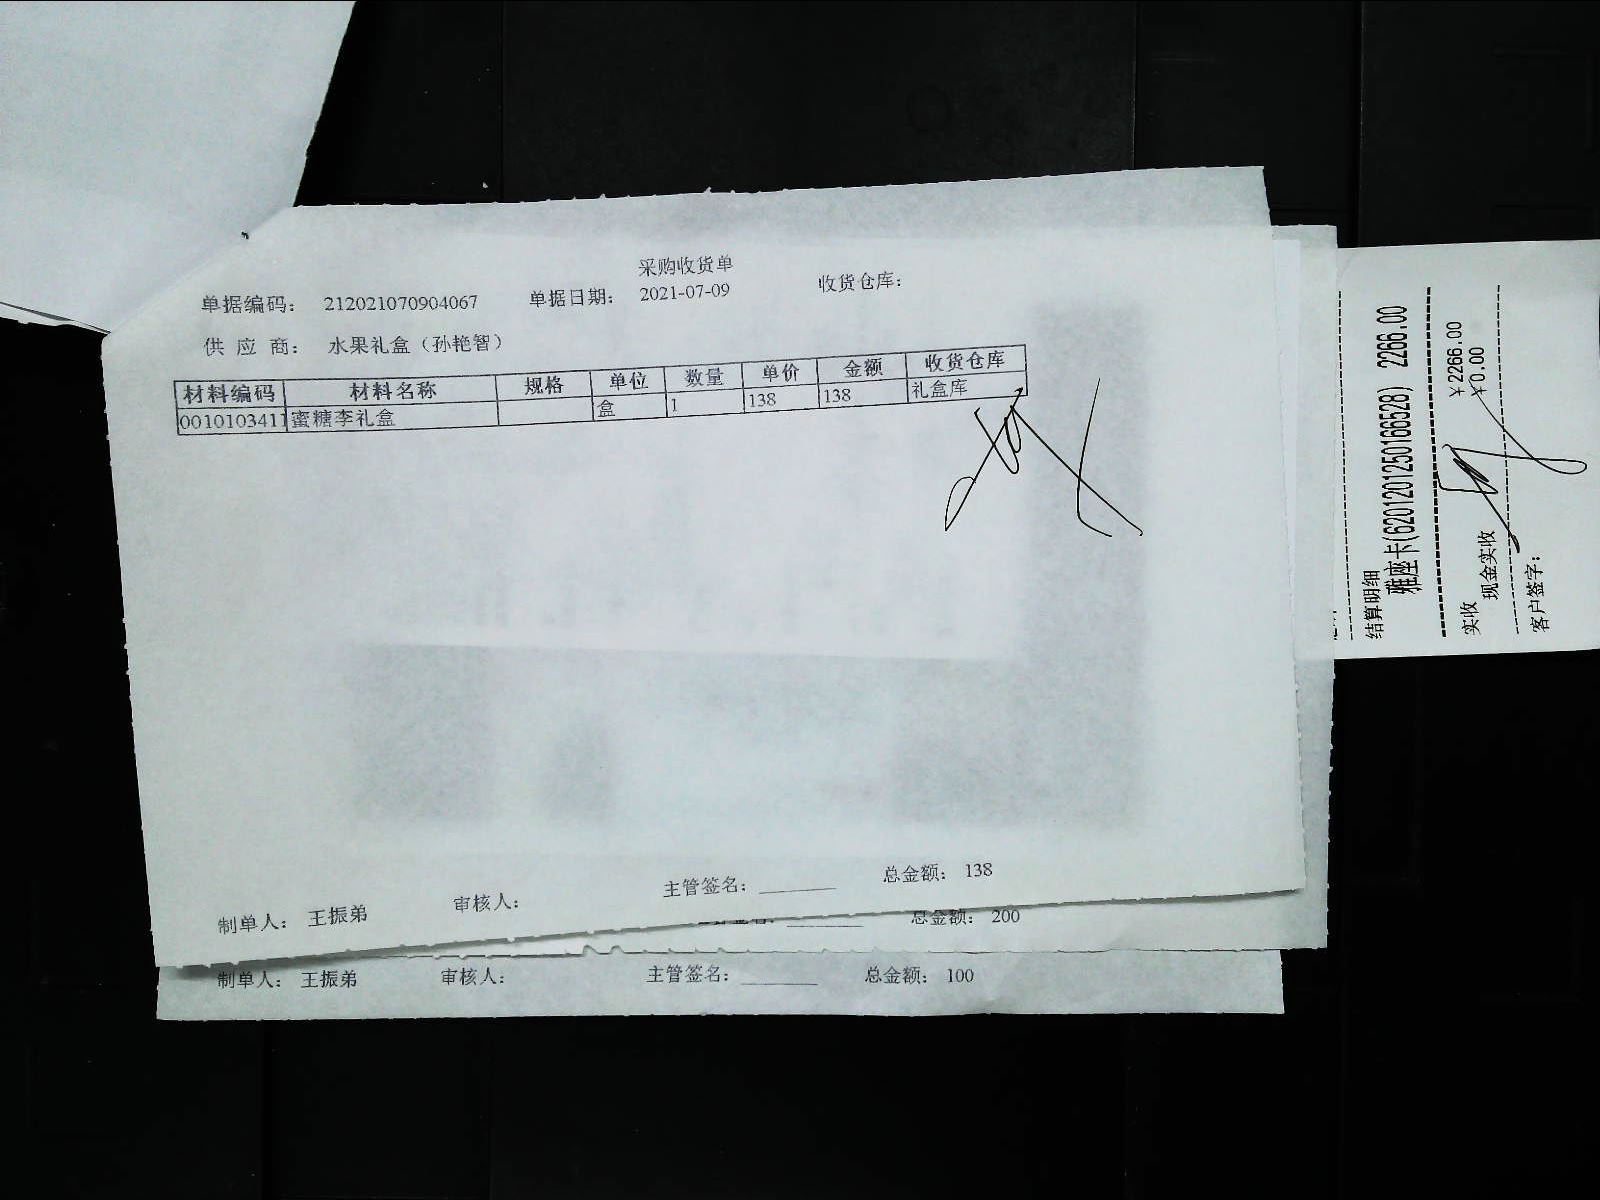 采购收货单
单据编码： 212021070904067 单据日期： 2021-07-09 收货仓库：
供 应 商： 水果礼盒（孙艳智）
材料编码 材料名称 规格 单位 数量 单价 金额 收货仓库
0010103411 蜜糖李礼盒 盒 1 138 138 礼盒库
制单人： 王振弟 审核人： 主管签名：______ 总金额： 138
总金额： 200
制单人： 王振弟 审核人： 主管签名：______ 总金额： 100
结算明细
雅座卡(6201201250166528) 2266.00
实收 ￥2266.00
现金实收 ￥0.00
客户签字：